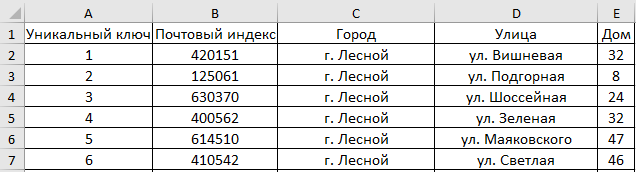 A B C D E
1 Уникальный ключ Почтовый индекс Город Улица Дом
2 1 420151 г. Лесной ул. Вишневая 32
3 2 125061 г. Лесной ул. Подгорная 8
4 3 630370 г. Лесной ул. Шоссейная 24
5 4 400562 г. Лесной ул. Зеленая 32
6 5 614510 г. Лесной ул. Маяковского 47
7 6 410542 г. Лесной ул. Светлая 46